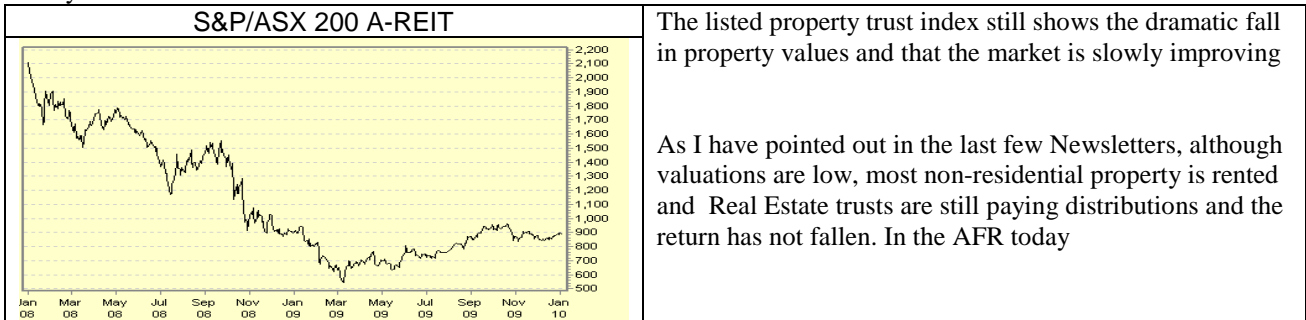 S&P/ASX 200 A-REIT
2,200
2,100
2,000
1,900
1,800
1,700
1,600
1,500
1,400
1,300
1,200
1,100
1,000
900
800
700
600
500
Jan Mar May Jul Sep Nov Jan Mar May Jul Sep Nov Jan
08 08 08 08 08 08 09 09 09 09 09 09 10
The listed property trust index still shows the dramatic fall
in property values and that the market is slowly improving
As I have pointed out in the last few Newsletters, although
valuations are low, most non-residential property is rented
and Real Estate trusts are still paying distributions and the
return has not fallen. In the AFR today